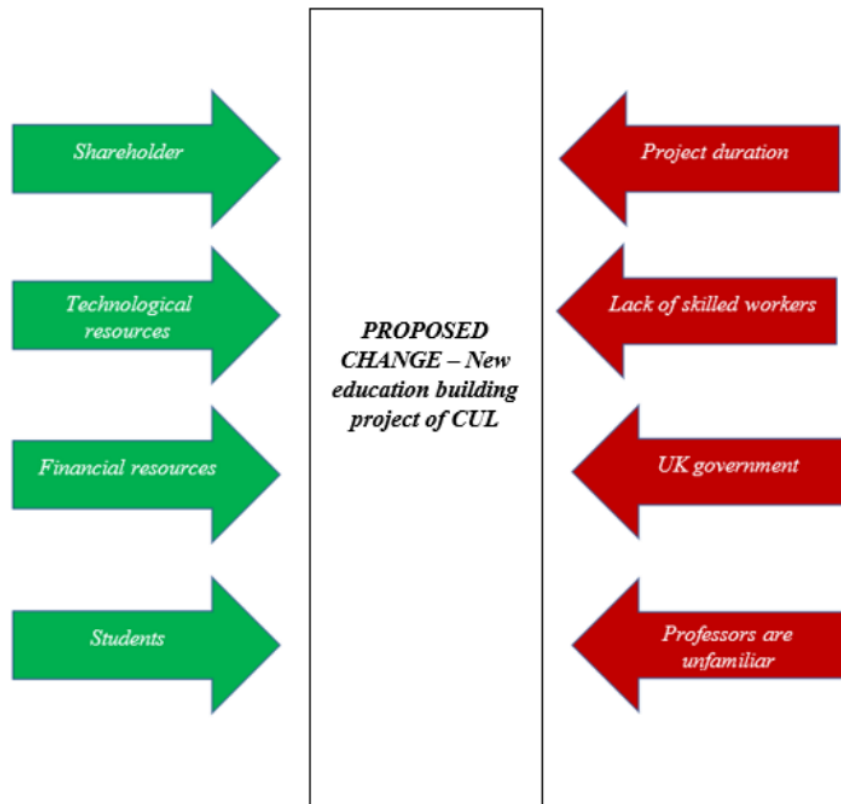 Shareholder
Project duration
Technological
resources
Lack of skilled workers
PROPOSED
CHANGE – New
education building
project of CUL
Financial resources
UK government
Students
Professors are
unfamiliar